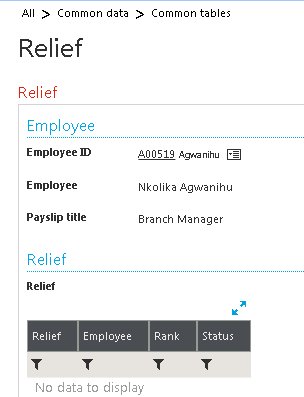 All > Common data > Common tables
Relief
Relief
Employee
Employee ID A00519 Agwanihu
Employee Nkolika Agwanihu
Payslip title Branch Manager
Relief
Relief
Relief Employee Rank Status
No data to display